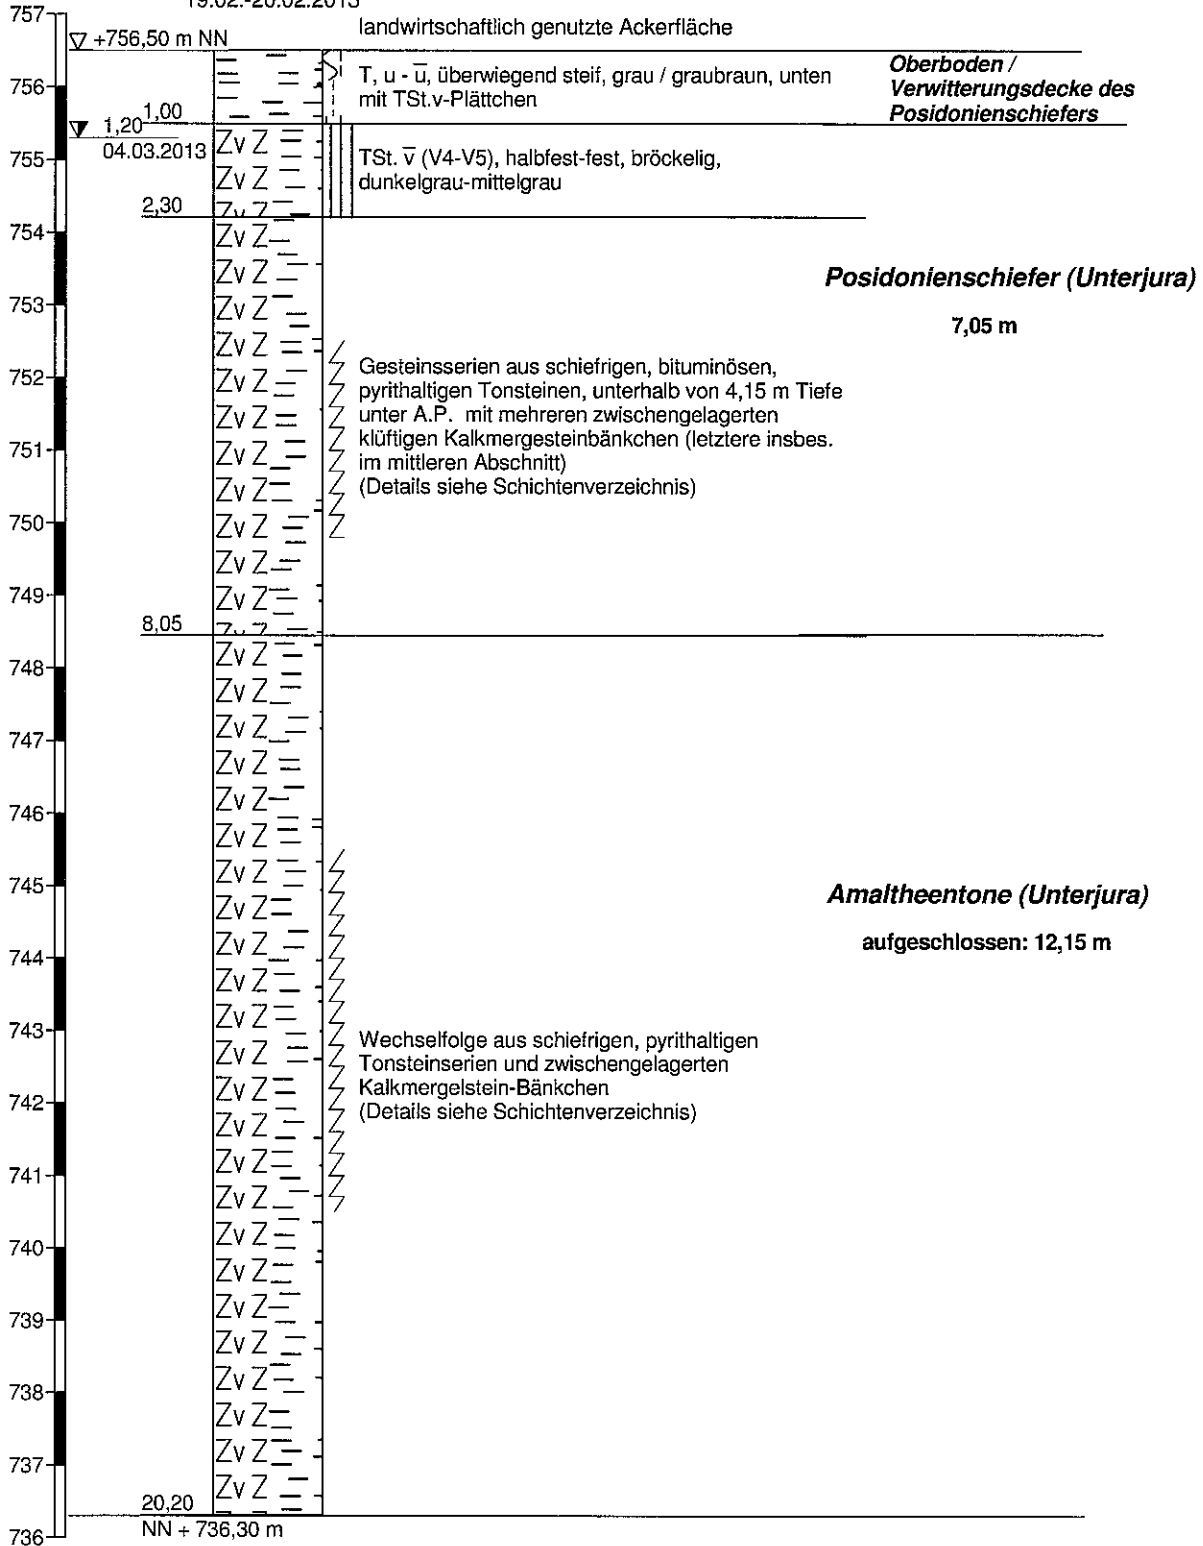 19.02.-20.02.2013
757
landwirtschaftlich genutzte Ackerfläche
+756,50 m NN
756
T, u - u̅, überwiegend steif, grau / graubraun, unten
mit TSt.v-Plättchen
Oberboden /
Verwitterungsdecke des
Posidonienschiefers
1,00
1,20
04.03.2013
755
TSt. v̅ (V4-V5), halbfest-fest, bröckelig,
dunkelgrau-mittelgrau
2,30
754
Posidonienschiefer (Unterjura)
753
7,05 m
752
Gesteinsserien aus schiefrigen, bituminösen,
pyrithaltigen Tonsteinen, unterhalb von 4,15 m Tiefe
unter A.P. mit mehreren zwischengelagerten
klüftigen Kalkmergesteinbänkchen (letztere insbes.
im mittleren Abschnitt)
(Details siehe Schichtenverzeichnis)
751
750
749
8,05
748
747
746
745
Amaltheentone (Unterjura)
aufgeschlossen: 12,15 m
744
743
Wechselfolge aus schiefrigen, pyrithaltigen
Tonsteinserien und zwischengelagerten
Kalkmergelstein-Bänkchen
(Details siehe Schichtenverzeichnis)
742
741
740
739
738
737
20,20
NN + 736,30 m
736